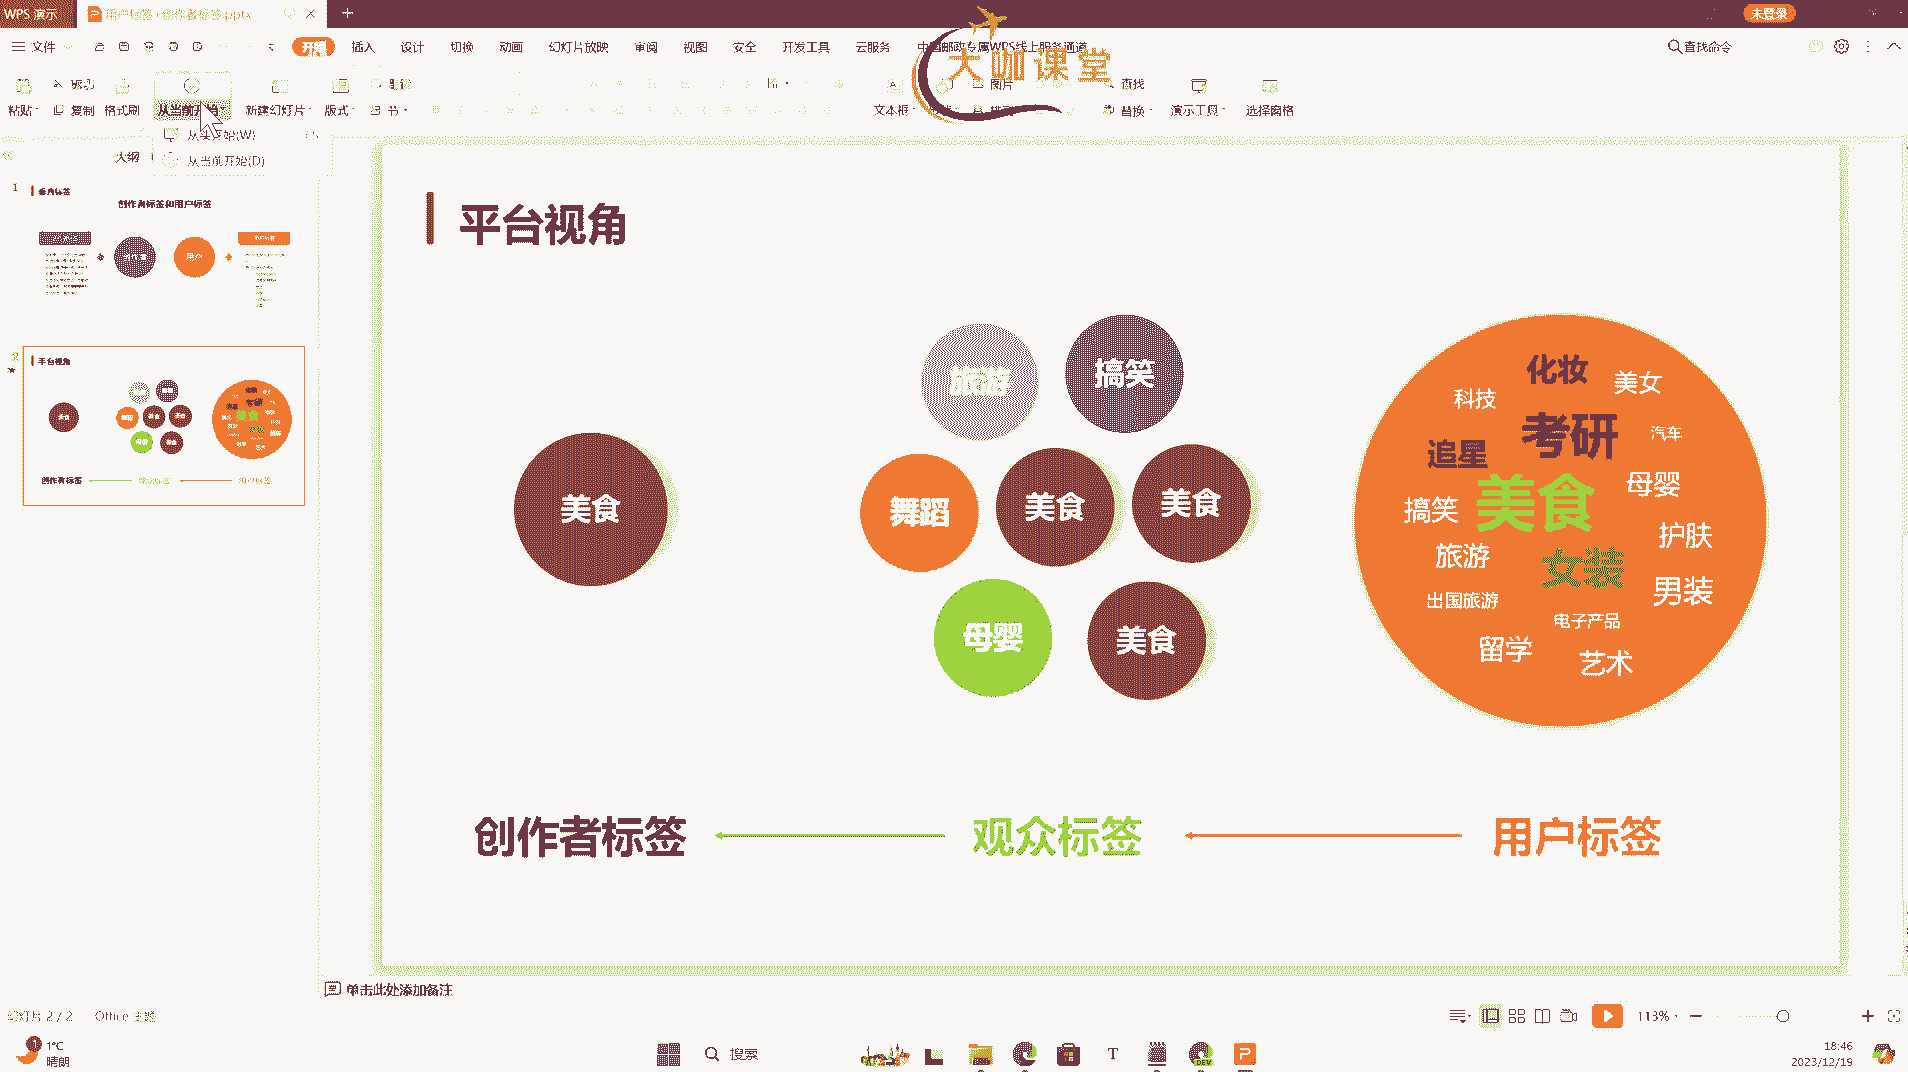 WPS 演示
用户标签、创作者标签.pptx
未登录
文件
开始
插入
设计
切换
动画
幻灯片放映
审阅
视图
安全
开发工具
云服务
中国邮政专属WPS线上服务通道
查找命令
大咖课堂
粘贴
剪切
复制
格式刷
从当前开始
新建幻灯片
版式
节
文本框
图片
查找
替换
演示工具
选择窗格
从头开始(W)
F5
从当前开始(D)
大纲
1
垂直标签
创作者标签和用户标签
用户
2
平台视角
美食
创作者标签
观众标签
用户标签
平台视角
美食
旅游
搞笑
舞蹈
美食
美食
母婴
美食
化妆
科技
美女
考研
汽车
追星
美食
母婴
搞笑
护肤
旅游
女装
男装
出国旅游
电子产品
留学
艺术
创作者标签
观众标签
用户标签
单击此处添加备注
幻灯片 2 / 2
Office 主题
113%
1°C
晴朗
搜索
18:46
2023/12/19